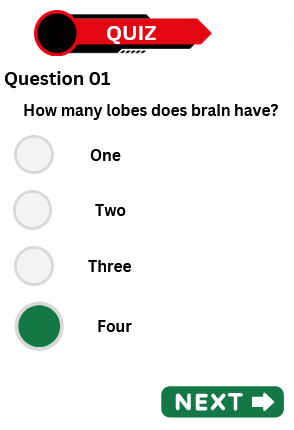 QUIZ
Question 01
How many lobes does brain have?
One
Two
Three
Four
NEXT